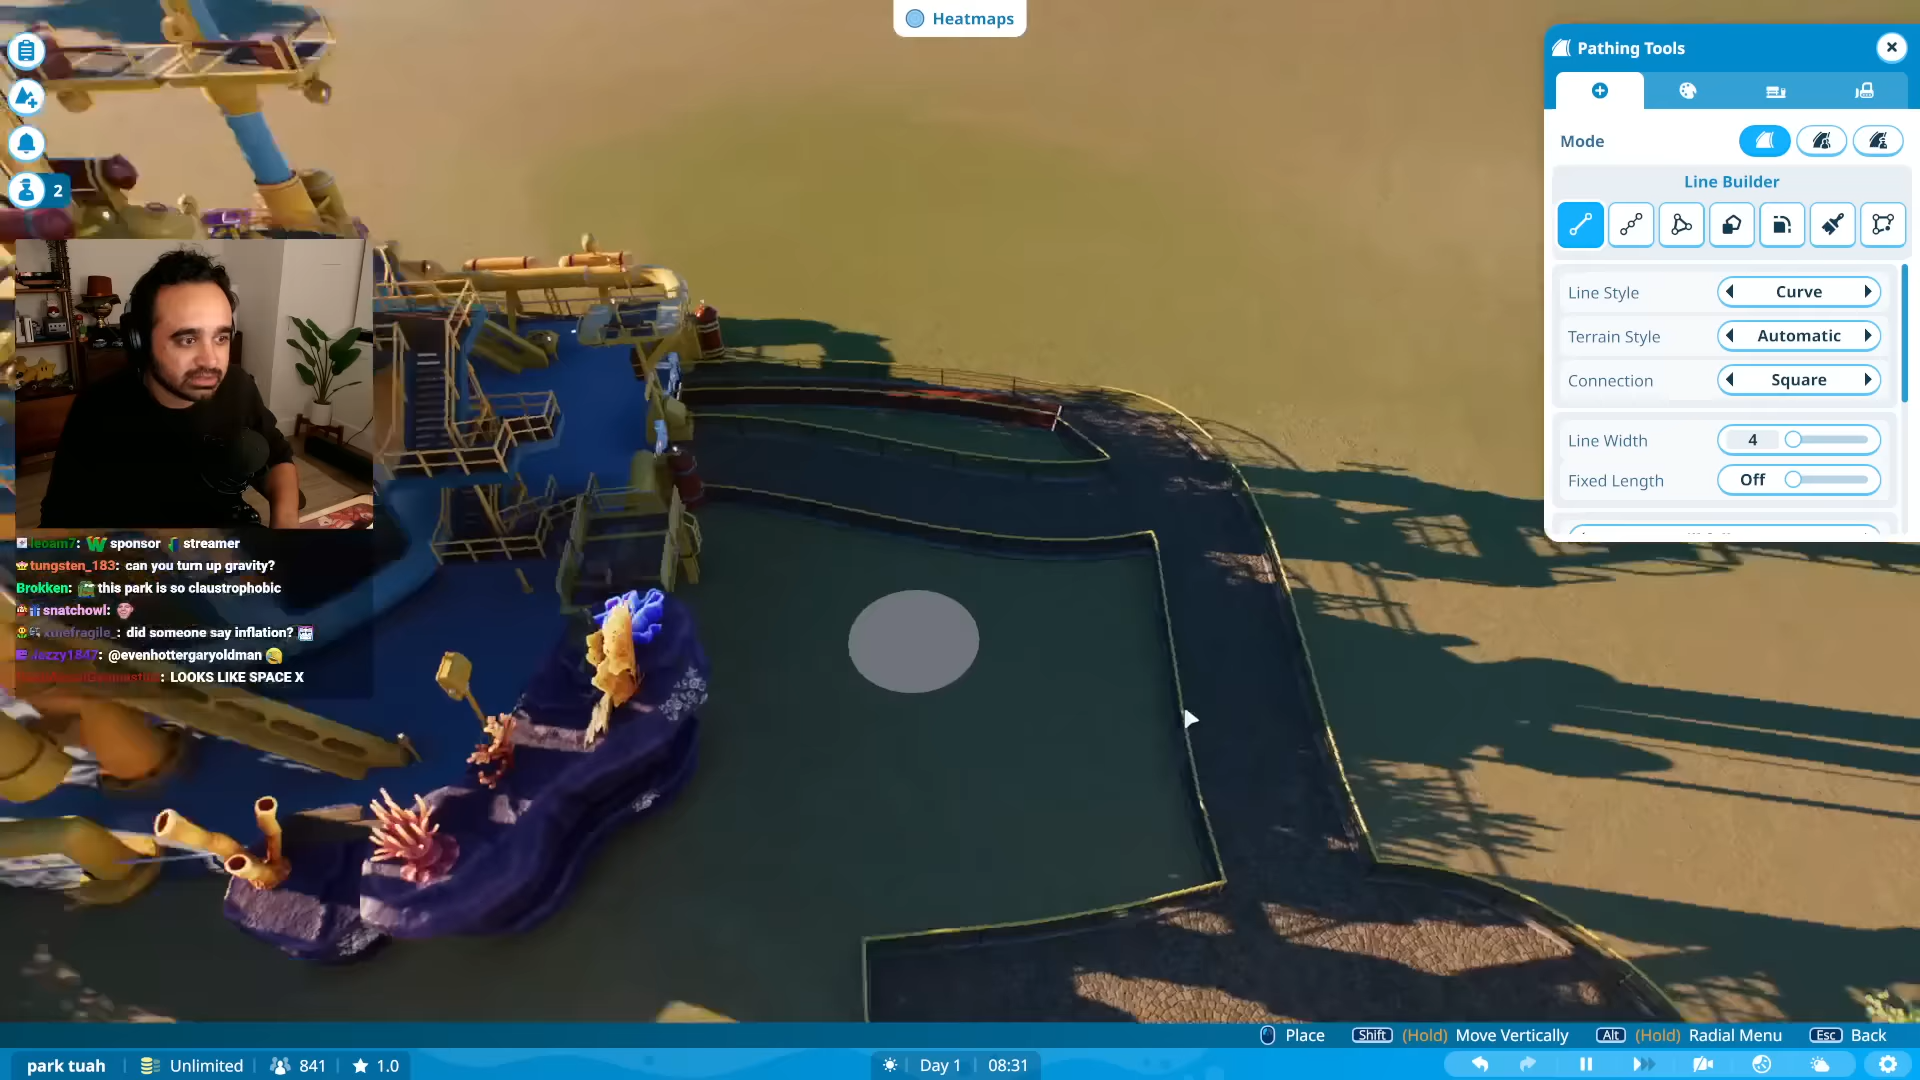 Heatmaps
Pathing Tools
2
Mode
Line Builder
Line Style
Curve
Terrain Style
Automatic
Connection
Square
Line Width
4
Fixed Length
Off
leoam7: sponsor streamer
tungsten_183: can you turn up gravity?
Brokken: this park is so claustrophobic
snatchowl:
xthefragile_: did someone say inflation?
lozzy1847: @evenhottergaryoldman
: LOOKS LIKE SPACE X
Place
Shift (Hold) Move Vertically
Alt (Hold) Radial Menu
Esc Back
park tuah
Unlimited
841
1.0
Day 1
08:31